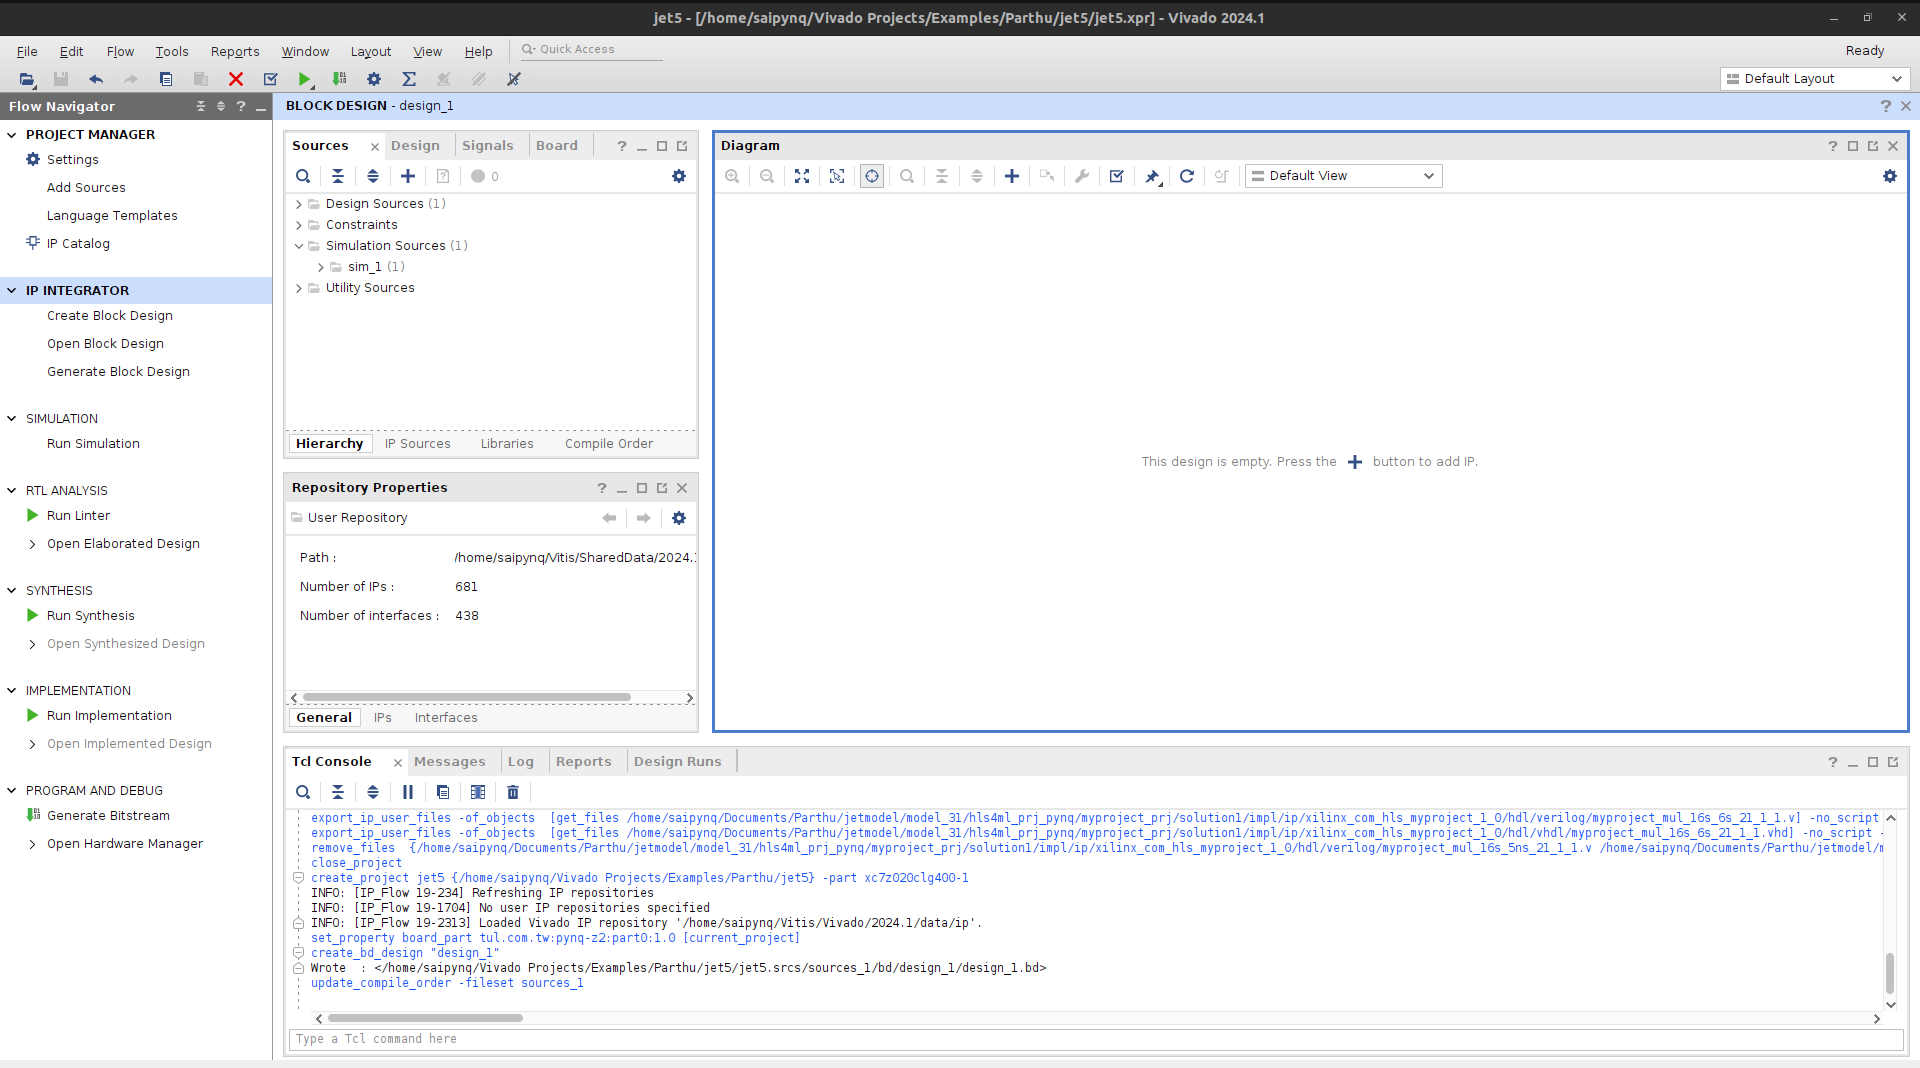 jet5 - [/home/saipynq/Vivado Projects/Examples/Parthu/jet5/jet5.xpr] - Vivado 2024.1
File Edit Flow Tools Reports Window Layout View Help Quick Access Ready
Default Layout
Flow Navigator
PROJECT MANAGER
Settings
Add Sources
Language Templates
IP Catalog
IP INTEGRATOR
Create Block Design
Open Block Design
Generate Block Design
SIMULATION
Run Simulation
RTL ANALYSIS
Run Linter
Open Elaborated Design
SYNTHESIS
Run Synthesis
Open Synthesized Design
IMPLEMENTATION
Run Implementation
Open Implemented Design
PROGRAM AND DEBUG
Generate Bitstream
Open Hardware Manager
BLOCK DESIGN - design_1
Sources Design Signals Board
0
Design Sources (1)
Constraints
Simulation Sources (1)
sim_1 (1)
Utility Sources
Hierarchy IP Sources Libraries Compile Order
Repository Properties
User Repository
Path : /home/saipynq/Vitis/SharedData/2024.
Number of IPs : 681
Number of interfaces : 438
General IPs Interfaces
Diagram
Default View
This design is empty. Press the + button to add IP.
Tcl Console Messages Log Reports Design Runs
export_ip_user_files -of_objects [get_files /home/saipynq/Documents/Parthu/jetmodel/model_31/hls4ml_prj_pynq/myproject_prj/solution1/impl/ip/xilinx_com_hls_myproject_1_0/hdl/verilog/myproject_mul_16s_6s_21_1_1.v] -no_script
export_ip_user_files -of_objects [get_files /home/saipynq/Documents/Parthu/jetmodel/model_31/hls4ml_prj_pynq/myproject_prj/solution1/impl/ip/xilinx_com_hls_myproject_1_0/hdl/vhdl/myproject_mul_16s_6s_21_1_1.vhd] -no_script -
remove_files {/home/saipynq/Documents/Parthu/jetmodel/model_31/hls4ml_prj_pynq/myproject_prj/solution1/impl/ip/xilinx_com_hls_myproject_1_0/hdl/verilog/myproject_mul_16s_5ns_21_1_1.v /home/saipynq/Documents/Parthu/jetmodel/m
close_project
create_project jet5 {/home/saipynq/Vivado Projects/Examples/Parthu/jet5} -part xc7z020clg400-1
INFO: [IP_Flow 19-234] Refreshing IP repositories
INFO: [IP_Flow 19-1704] No user IP repositories specified
INFO: [IP_Flow 19-2313] Loaded Vivado IP repository '/home/saipynq/Vitis/Vivado/2024.1/data/ip'.
set_property board_part tul.com.tw:pynq-z2:part0:1.0 [current_project]
create_bd_design "design_1"
Wrote : </home/saipynq/Vivado Projects/Examples/Parthu/jet5/jet5.srcs/sources_1/bd/design_1/design_1.bd>
update_compile_order -fileset sources_1
Type a Tcl command here